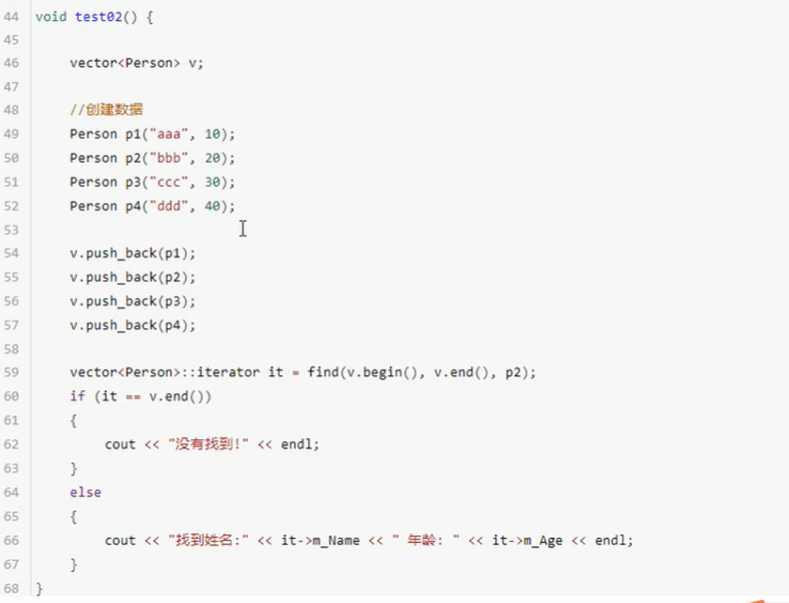 44 void test02() {
45
46 vector<Person> v;
47
48 //创建数据
49 Person p1("aaa", 10);
50 Person p2("bbb", 20);
51 Person p3("ccc", 30);
52 Person p4("ddd", 40);
53
54 v.push_back(p1);
55 v.push_back(p2);
56 v.push_back(p3);
57 v.push_back(p4);
58
59 vector<Person>::iterator it = find(v.begin(), v.end(), p2);
60 if (it == v.end())
61 {
62 cout << "没有找到!" << endl;
63 }
64 else
65 {
66 cout << "找到姓名:" << it->m_Name << " 年龄: " << it->m_Age << endl;
67 }
68 }